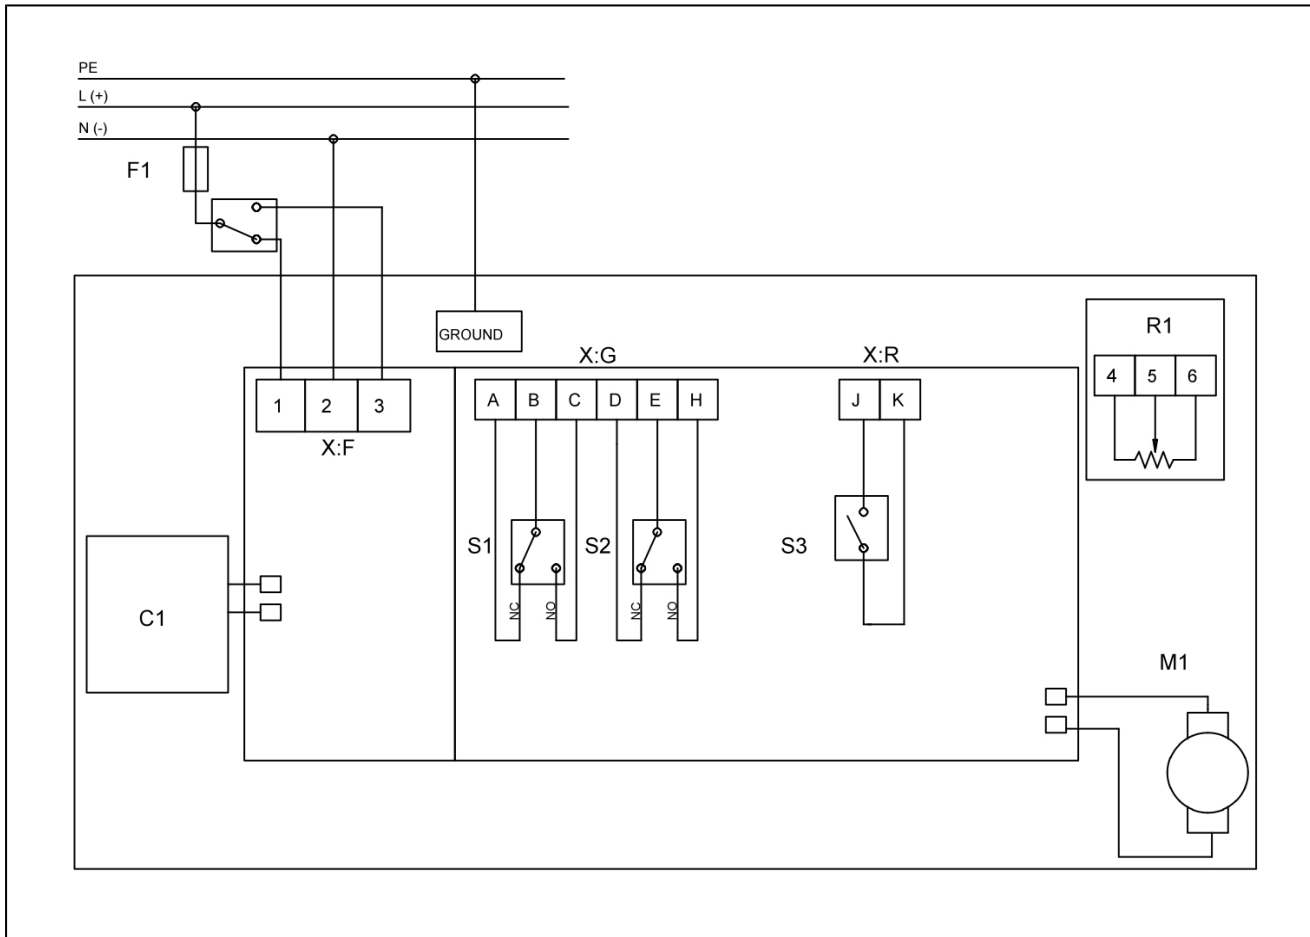 PE
L (+)
N (-)
F1
GROUND
X:G
X:R
R1
4 5 6
1 2 3
A B C D E H
J K
X:F
S1
S2
S3
NC
NO
NC
NO
C1
M1